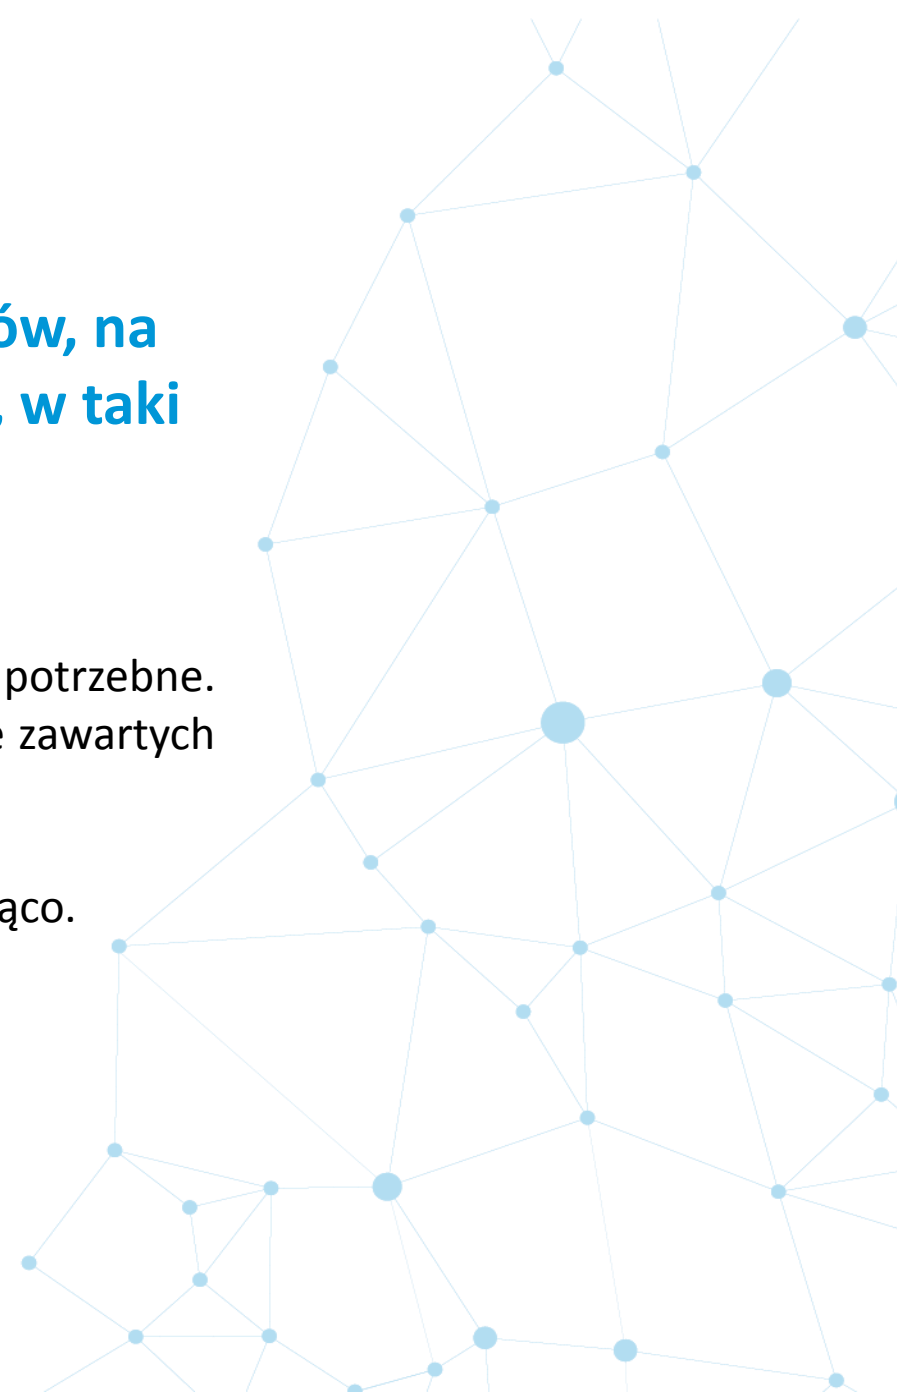 ów, na
, w taki
potrzebne.
e zawartych
ąco.